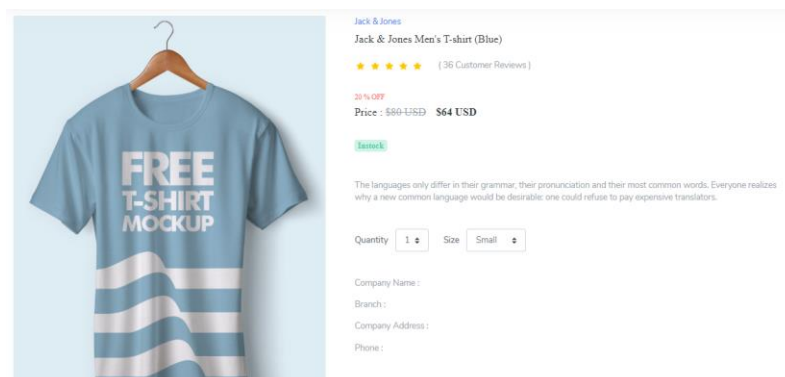 FREE
T-SHIRT
MOCKUP
Jack & Jones
Jack & Jones Men's T-shirt (Blue)
( 36 Customer Reviews )
20 % OFF
Price : $80 USD $64 USD
Instock
The languages only differ in their grammar, their pronunciation and their most common words. Everyone realizes
why a new common language would be desirable: one could refuse to pay expensive translators.
Quantity 1 Size Small
Company Name :
Branch :
Company Address :
Phone :